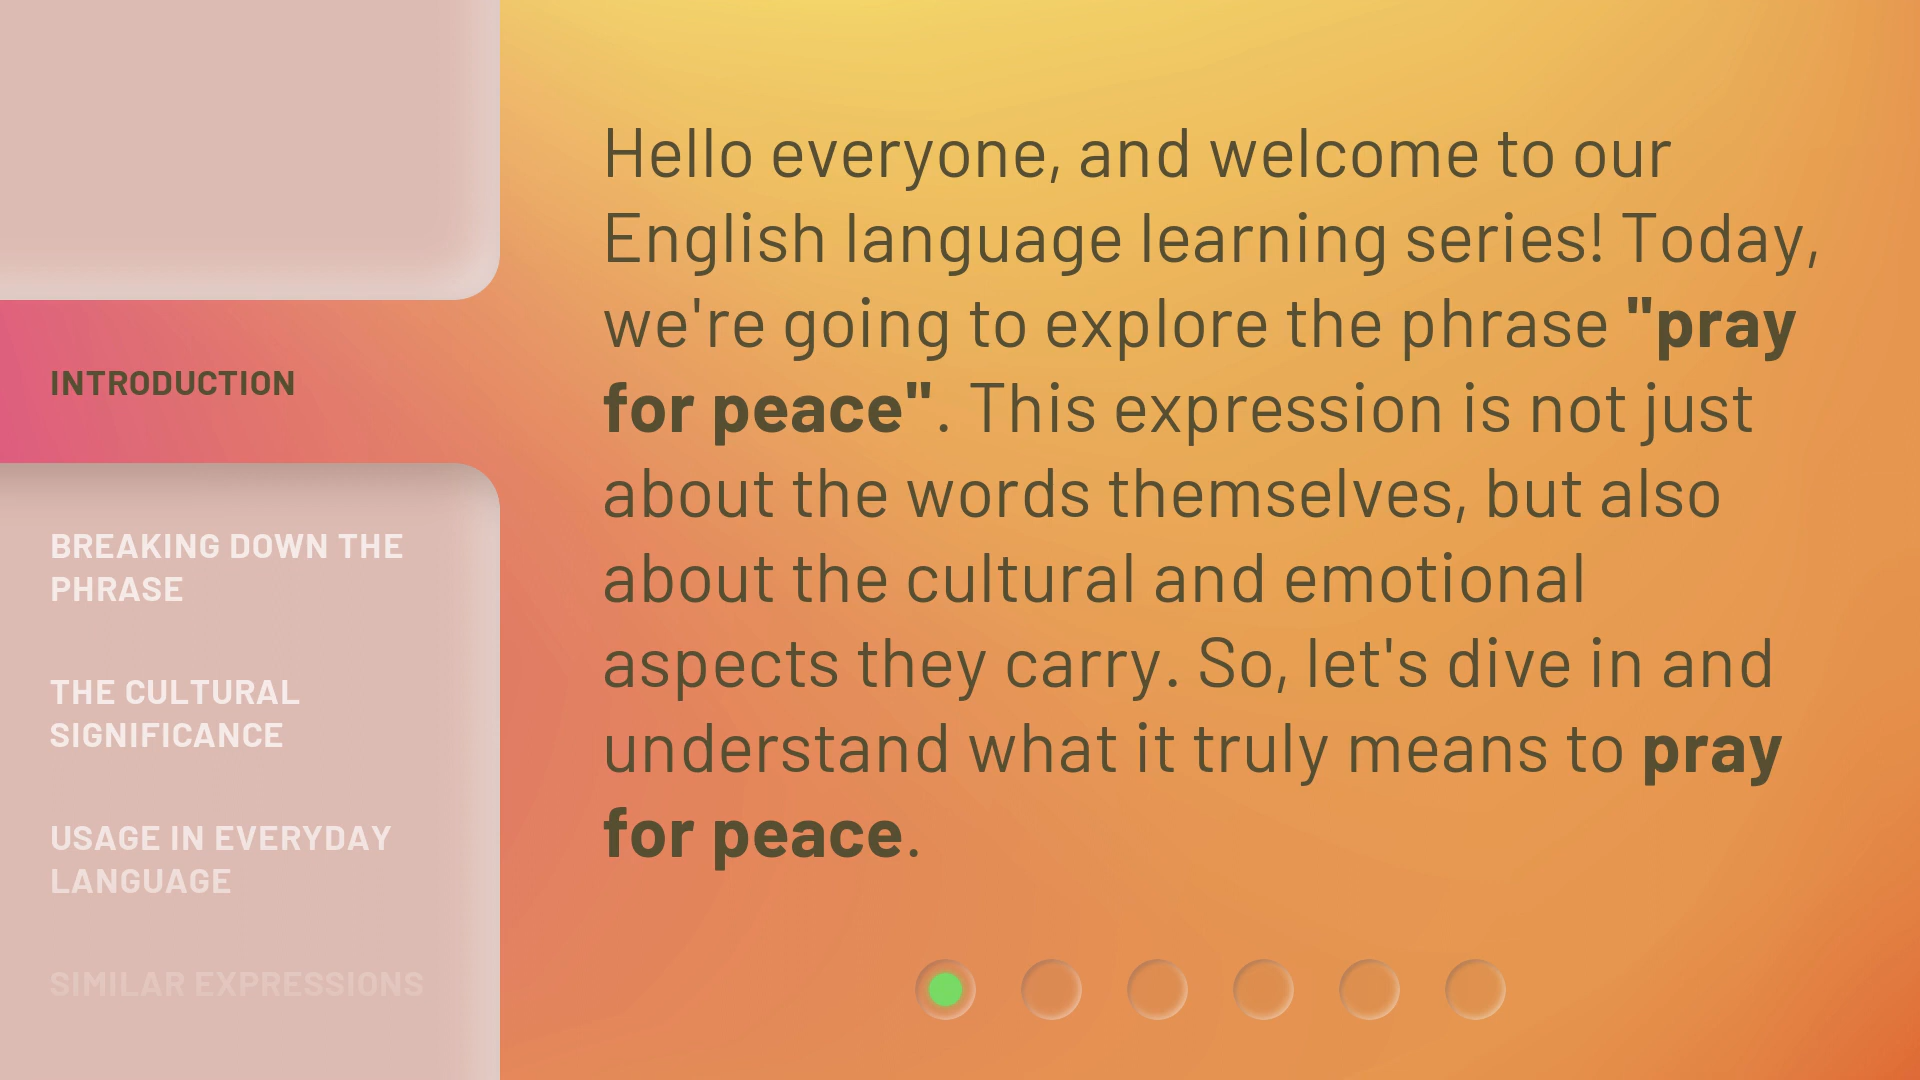 INTRODUCTION
BREAKING DOWN THE
PHRASE
THE CULTURAL
SIGNIFICANCE
USAGE IN EVERYDAY
LANGUAGE
SIMILAR EXPRESSIONS
Hello everyone, and welcome to our
English language learning series! Today,
we're going to explore the phrase "pray
for peace". This expression is not just
about the words themselves, but also
about the cultural and emotional
aspects they carry. So, let's dive in and
understand what it truly means to pray
for peace.